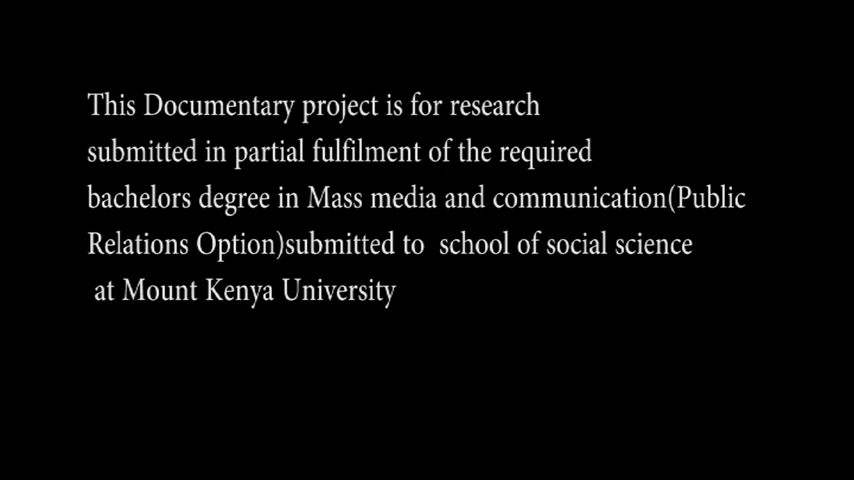 This Documentary project is for research
submitted in partial fulfilment of the required
bachelors degree in Mass media and communication(Public
Relations Option)submitted to  school of social science
at Mount Kenya University